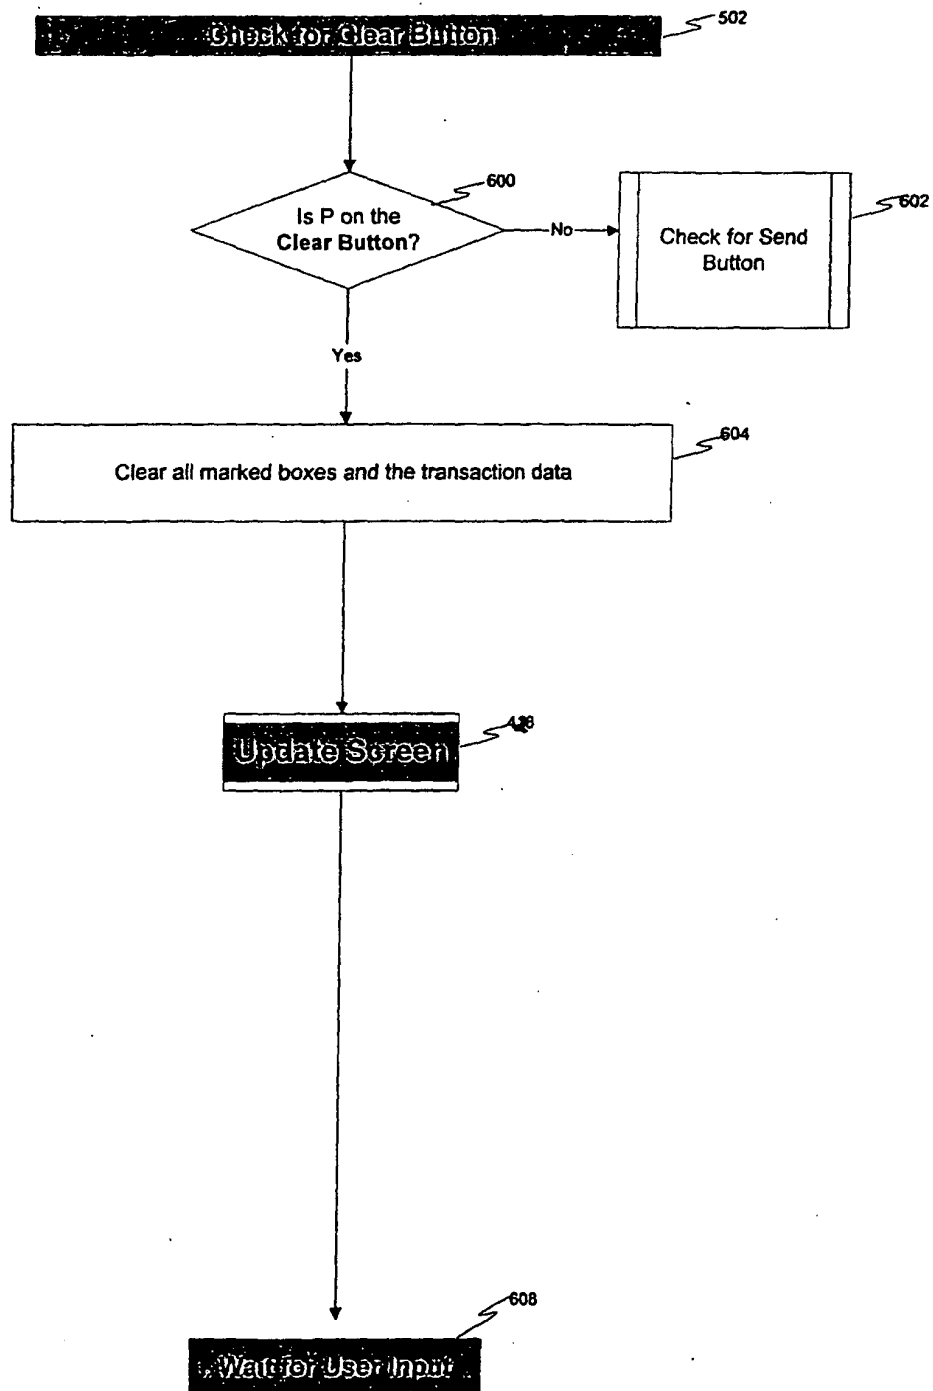 Check for Clear Button
502
600
Is P on the
Clear Button?
No
602
Check for Send
Button
Yes
604
Clear all marked boxes and the transaction data
Update Screen
608
Wait for User Input